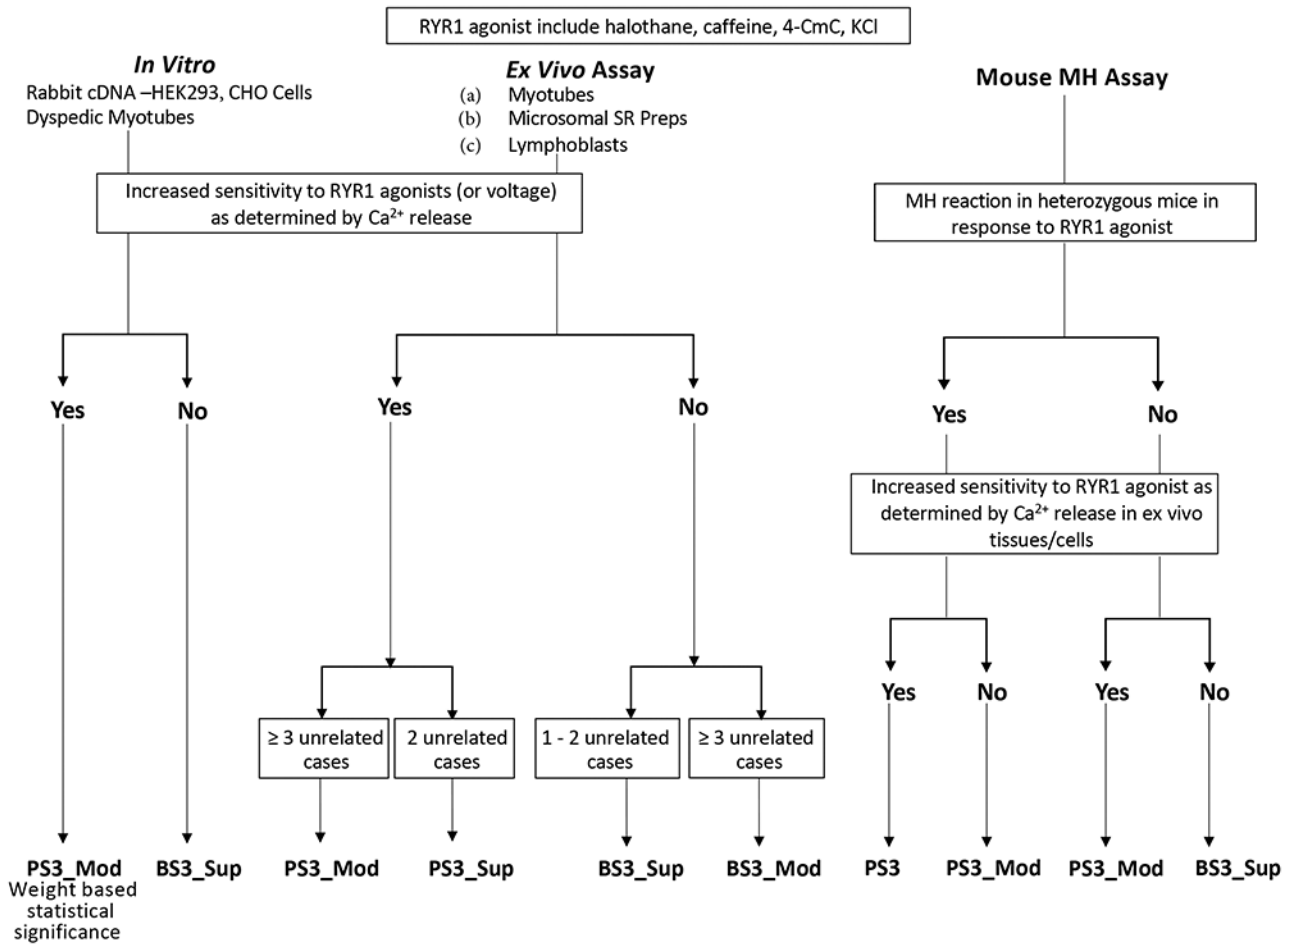 RYR1 agonist include halothane, caffeine, 4-CmC, KCl
In Vitro
Rabbit cDNA –HEK293, CHO Cells
Dyspedic Myotubes
Ex Vivo Assay
(a) Myotubes
(b) Microsomal SR Preps
(c) Lymphoblasts
Mouse MH Assay
Increased sensitivity to RYR1 agonists (or voltage)
as determined by Ca²⁺ release
MH reaction in heterozygous mice in
response to RYR1 agonist
Yes
No
Yes
No
Yes
No
Increased sensitivity to RYR1 agonist as
determined by Ca²⁺ release in ex vivo
tissues/cells
Yes
No
Yes
No
≥ 3 unrelated
cases
2 unrelated
cases
1 - 2 unrelated
cases
≥ 3 unrelated
cases
PS3_Mod
Weight based
statistical
significance
BS3_Sup
PS3_Mod
PS3_Sup
BS3_Sup
BS3_Mod
PS3
PS3_Mod
PS3_Mod
BS3_Sup